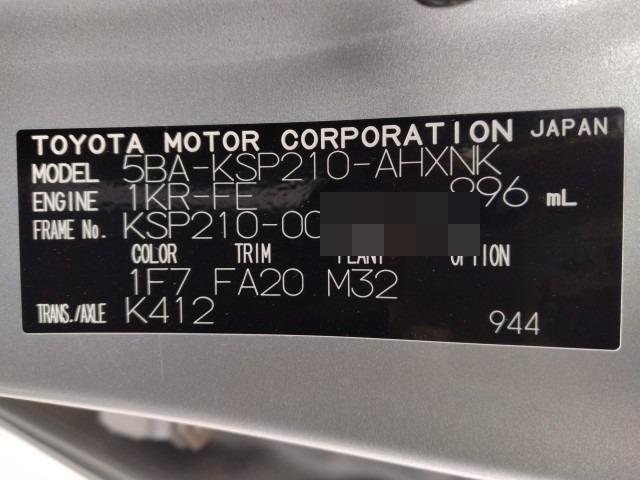 TOYOTA MOTOR CORPORATION JAPAN
MODEL 5BA-KSP210-AHXNK
ENGINE 1KR-FE 996 mL
FRAME No. KSP210-00
COLOR TRIM PLANT OPTION
1F7 FA20 M32
TRANS./AXLE K412 944